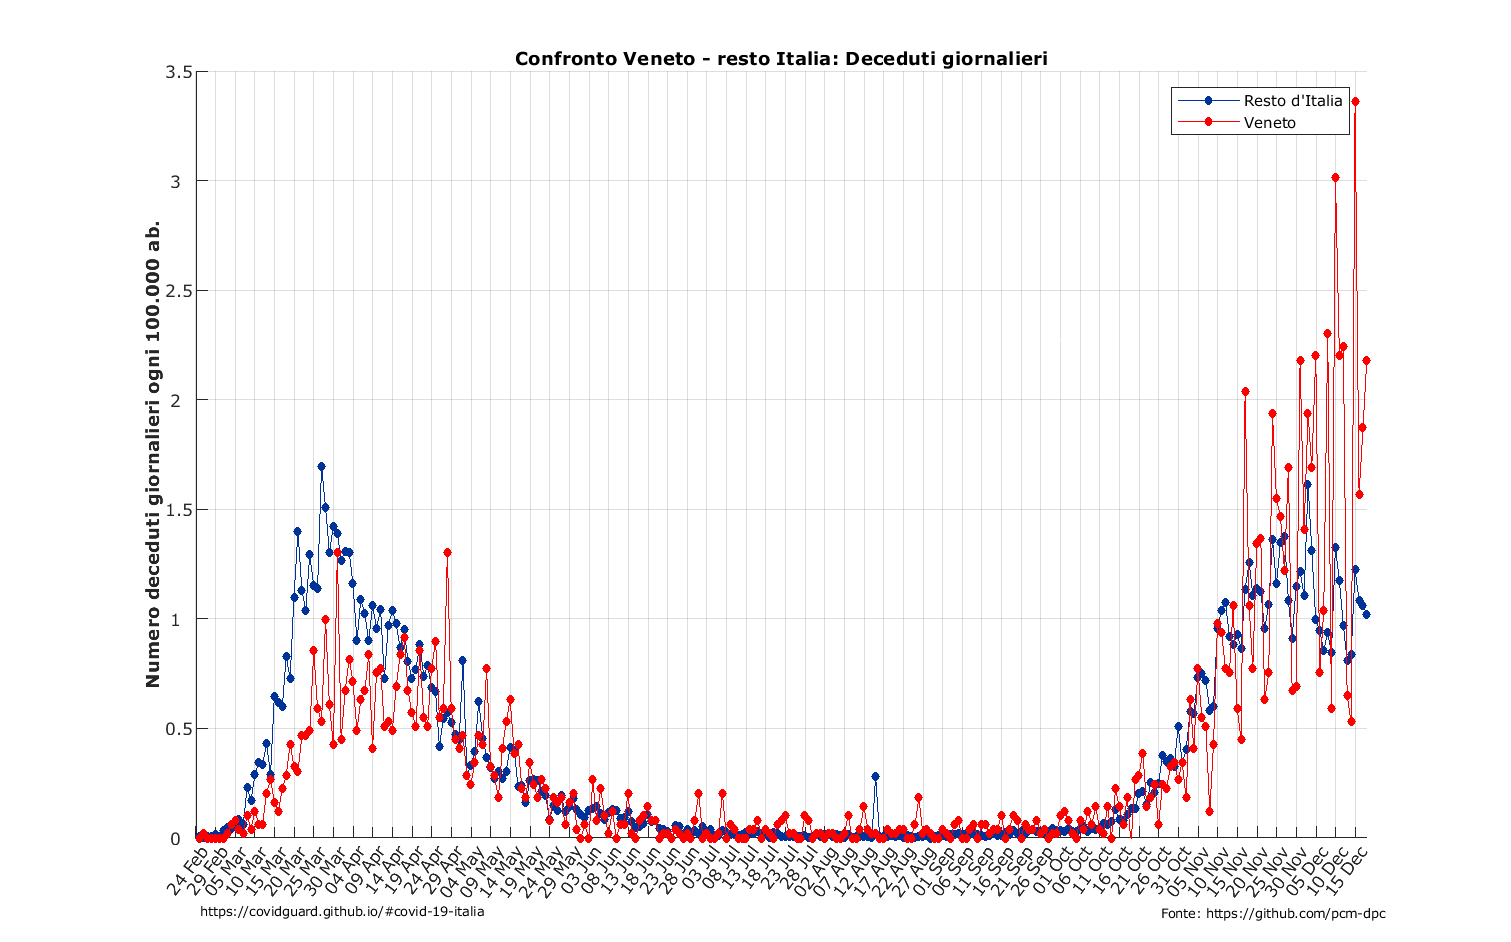 Confronto Veneto - resto Italia: Deceduti giornalieri
Resto d'Italia
Veneto
Numero deceduti giornalieri ogni 100.000 ab.
3.5
3
2.5
2
1.5
1
0.5
0
24 Feb
29 Feb
05 Mar
10 Mar
15 Mar
20 Mar
25 Mar
30 Mar
04 Apr
09 Apr
14 Apr
19 Apr
24 Apr
29 Apr
04 May
09 May
14 May
19 May
24 May
29 May
03 Jun
08 Jun
13 Jun
18 Jun
23 Jun
28 Jun
03 Jul
08 Jul
13 Jul
18 Jul
23 Jul
28 Jul
02 Aug
07 Aug
12 Aug
17 Aug
22 Aug
27 Aug
01 Sep
06 Sep
11 Sep
16 Sep
21 Sep
26 Sep
01 Oct
06 Oct
11 Oct
16 Oct
21 Oct
26 Oct
31 Oct
05 Nov
10 Nov
15 Nov
20 Nov
25 Nov
30 Nov
05 Dec
10 Dec
15 Dec
https://covidguard.github.io/#covid-19-italia
Fonte: https://github.com/pcm-dpc